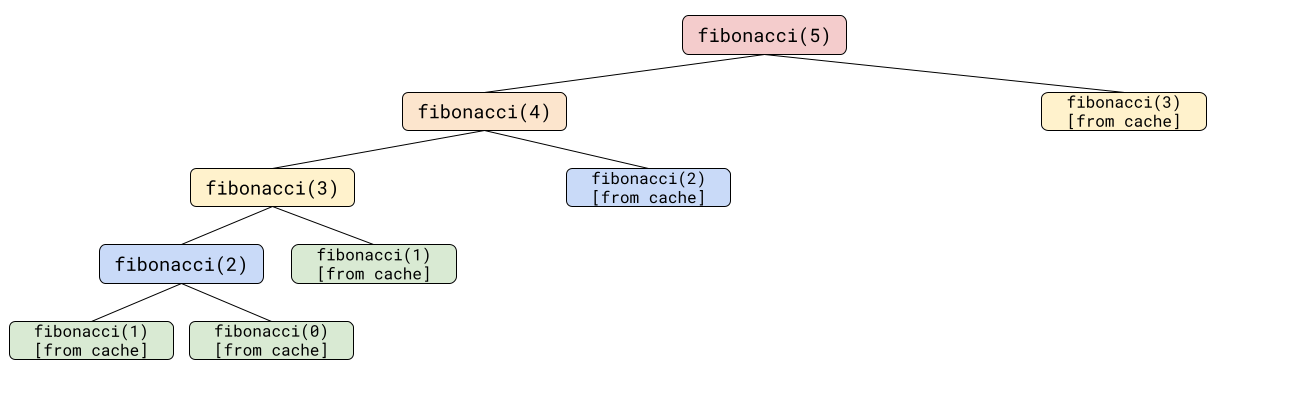 fibonacci(5)
fibonacci(4)
fibonacci(3)
[from cache]
fibonacci(3)
fibonacci(2)
[from cache]
fibonacci(2)
fibonacci(1)
[from cache]
fibonacci(1)
[from cache]
fibonacci(0)
[from cache]